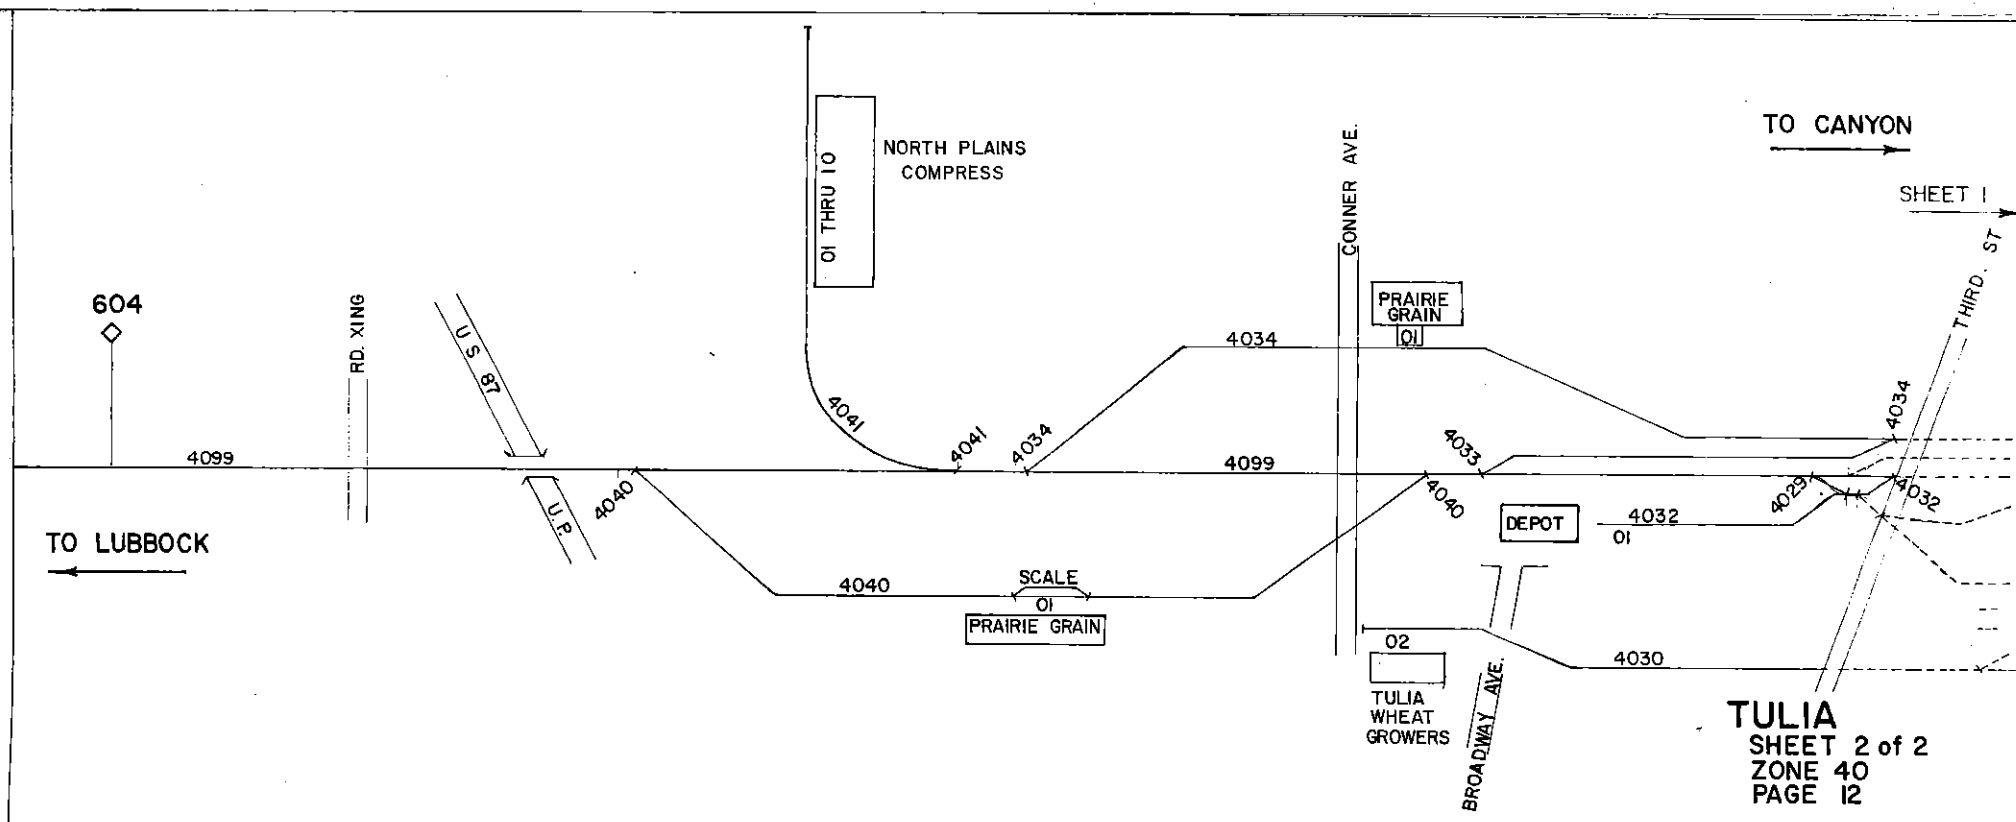 TO CANYON
SHEET 1
THIRD. ST
CONNER AVE.
NORTH PLAINS
COMPRESS
01 THRU 10
604
RD. XING
U S 87
U.P.
PRAIRIE
GRAIN
01
4034
4034
4034
4041
4041
4099
4099
4033
4040
4040
4029
4032
DEPOT
4032
01
TO LUBBOCK
4040
SCALE
01
PRAIRIE GRAIN
02
4030
TULIA
WHEAT
GROWERS
BROADWAY AVE.
TULIA
SHEET 2 of 2
ZONE 40
PAGE 12